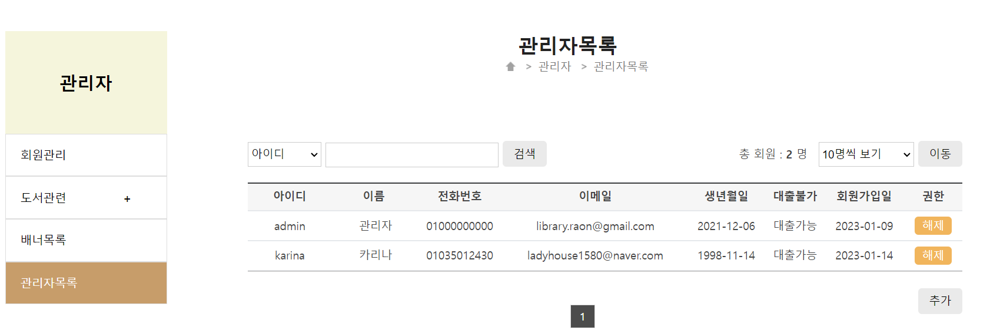 관리자
회원관리
도서관련 +
배너목록
관리자목록
관리자목록
> 관리자 > 관리자목록
아이디 검색 총 회원 : 2 명 10명씩 보기 이동
아이디 이름 전화번호 이메일 생년월일 대출불가 회원가입일 권한
admin 관리자 01000000000 library.raon@gmail.com 2021-12-06 대출가능 2023-01-09 해제
karina 카리나 01035012430 ladyhouse1580@naver.com 1998-11-14 대출가능 2023-01-14 해제
추가
1